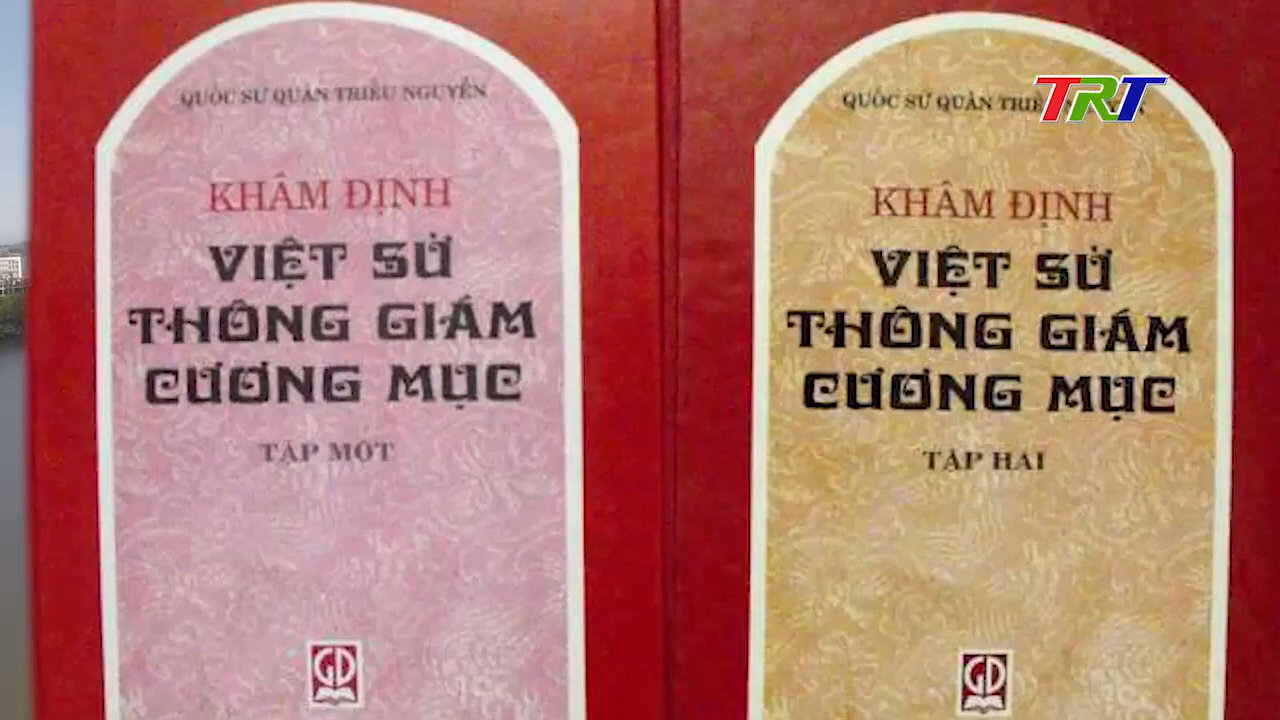 QUỐC SỬ QUÁN TRIỀU NGUYỄN
KHÂM ĐỊNH
VIỆT SỬ
THÔNG GIÁM
CƯƠNG MỤC
TẬP MỘT
GD
TRT
QUỐC SỬ QUÁN
KHÂM ĐỊNH
VIỆT SỬ
THÔNG GIÁM
CƯƠNG MỤC
TẬP HAI
GD